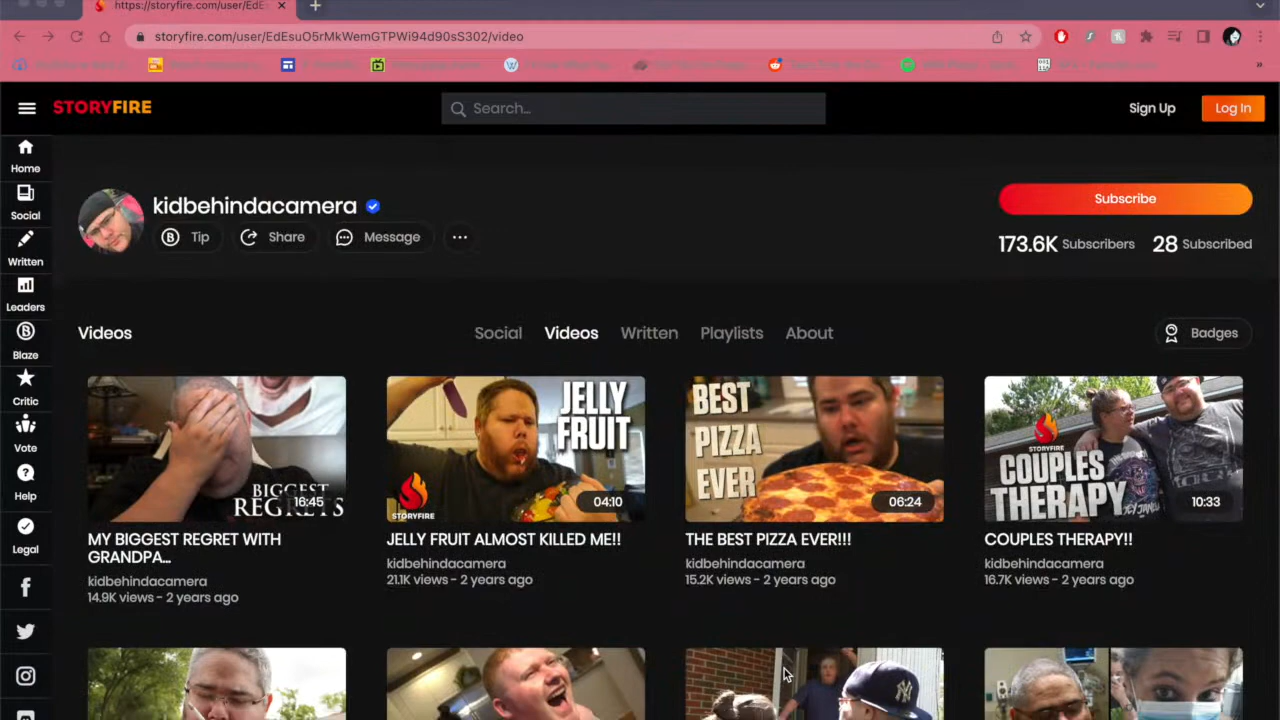 https://storyfire.com/user/EdE
storyfire.com/user/EdEsuO5rMkWemGTPWi94d90sS302/video
STORYFIRE
Search...
Sign Up
Log In
Home
Social
Written
Leaders
Blaze
Critic
Vote
Help
Legal
kidbehindacamera
Tip
Share
Message
Subscribe
173.6K Subscribers
28 Subscribed
Videos
Social
Videos
Written
Playlists
About
Badges
BIGGEST
REGRETS
16:45
MY BIGGEST REGRET WITH
GRANDPA...
kidbehindacamera
14.9K views - 2 years ago
JELLY
FRUIT
STORYFIRE
04:10
JELLY FRUIT ALMOST KILLED ME!!
kidbehindacamera
21.1K views - 2 years ago
BEST
PIZZA
EVER
06:24
THE BEST PIZZA EVER!!!
kidbehindacamera
15.2K views - 2 years ago
STORYFIRE
COUPLES
THERAPY
10:33
COUPLES THERAPY!!
kidbehindacamera
16.7K views - 2 years ago